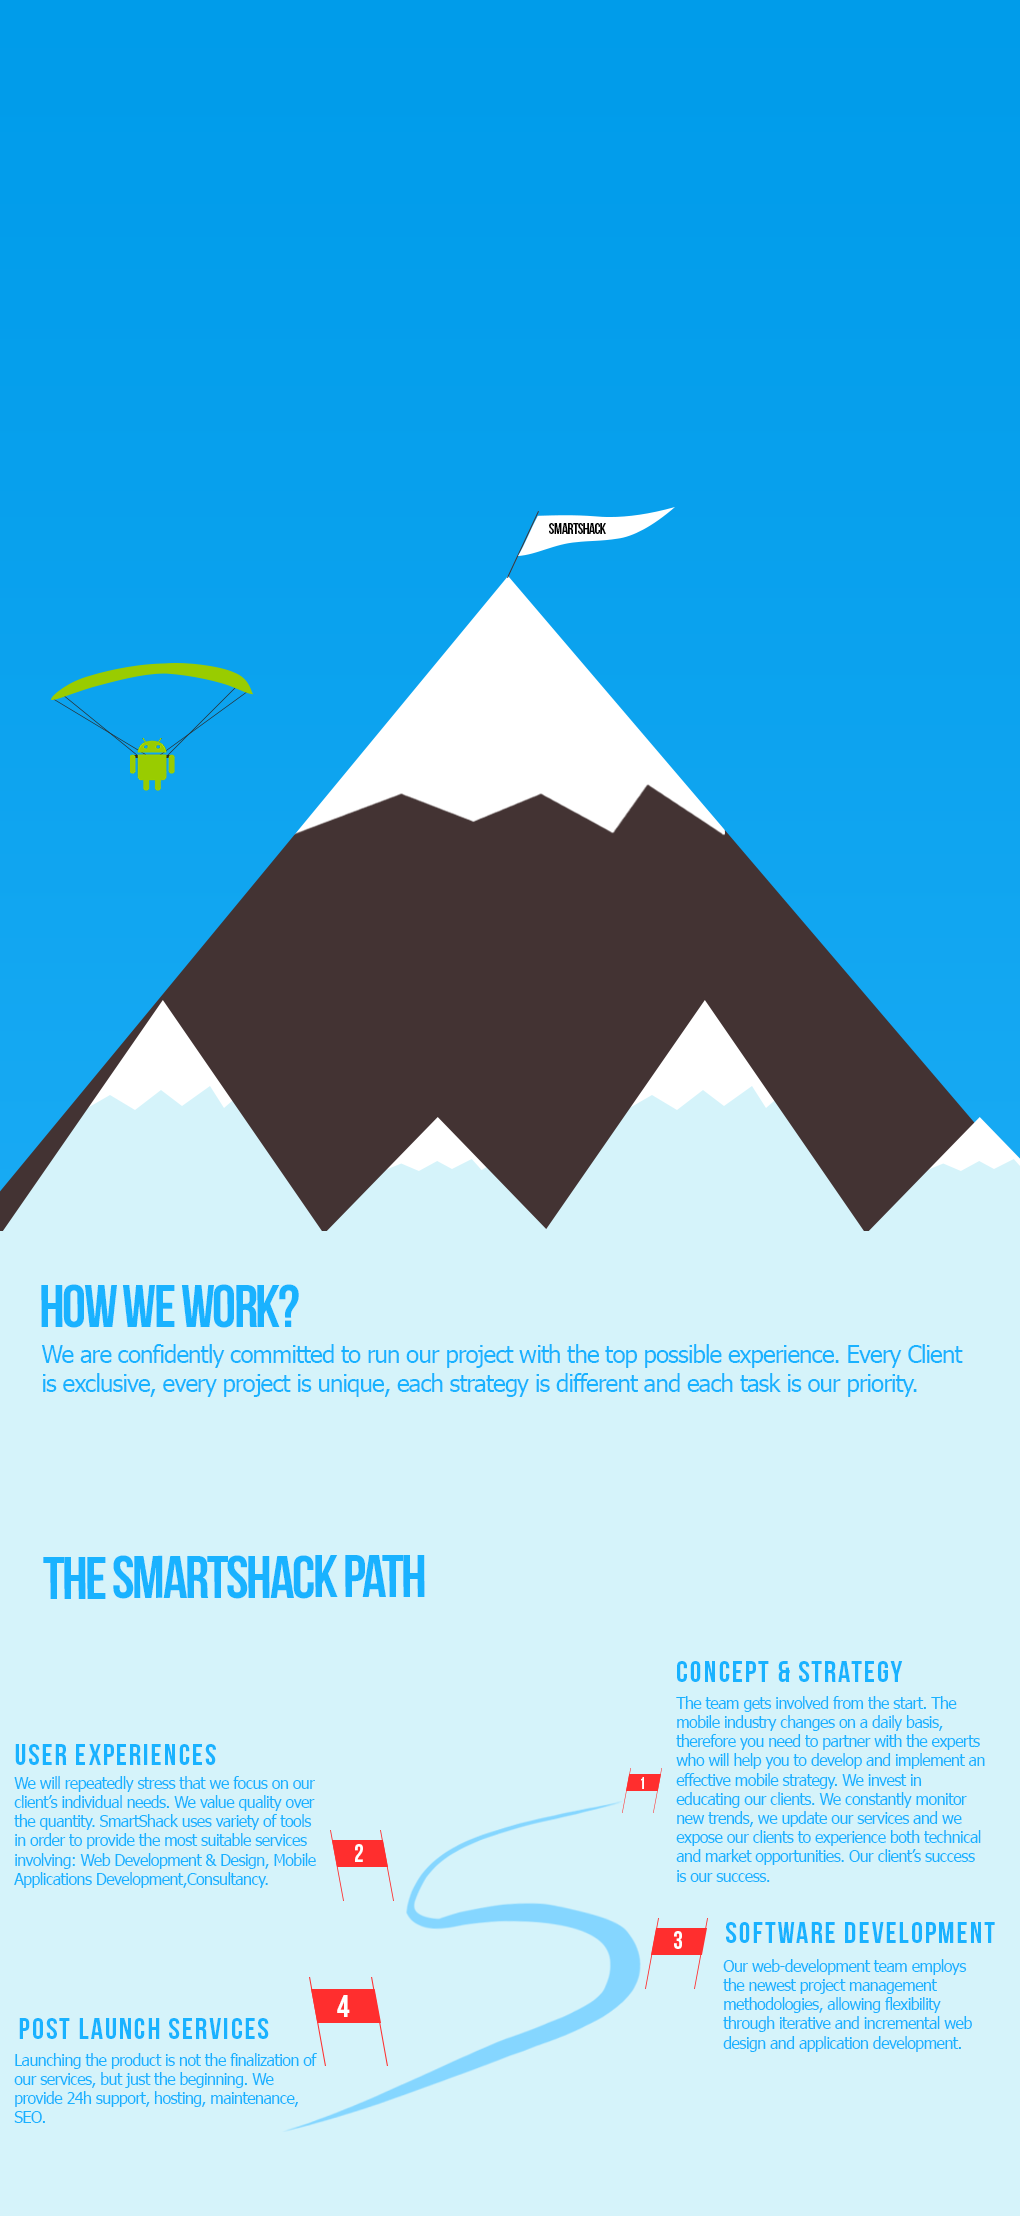 SMARTSHACK
HOW WE WORK?
We are confidently committed to run our project with the top possible experience. Every Client
is exclusive, every project is unique, each strategy is different and each task is our priority.
THE SMARTSHACK PATH
CONCEPT & STRATEGY
The team gets involved from the start. The
mobile industry changes on a daily basis,
therefore you need to partner with the experts
who will help you to develop and implement an
effective mobile strategy. We invest in
educating our clients. We constantly monitor
new trends, we update our services and we
expose our clients to experience both technical
and market opportunities. Our client’s success
is our success.
1
USER EXPERIENCES
We will repeatedly stress that we focus on our
client’s individual needs. We value quality over
the quantity. SmartShack uses variety of tools
in order to provide the most suitable services
involving: Web Development & Design, Mobile
Applications Development,Consultancy.
2
3
SOFTWARE DEVELOPMENT
Our web-development team employs
the newest project management
methodologies, allowing flexibility
through iterative and incremental web
design and application development.
4
POST LAUNCH SERVICES
Launching the product is not the finalization of
our services, but just the beginning. We
provide 24h support, hosting, maintenance,
SEO.